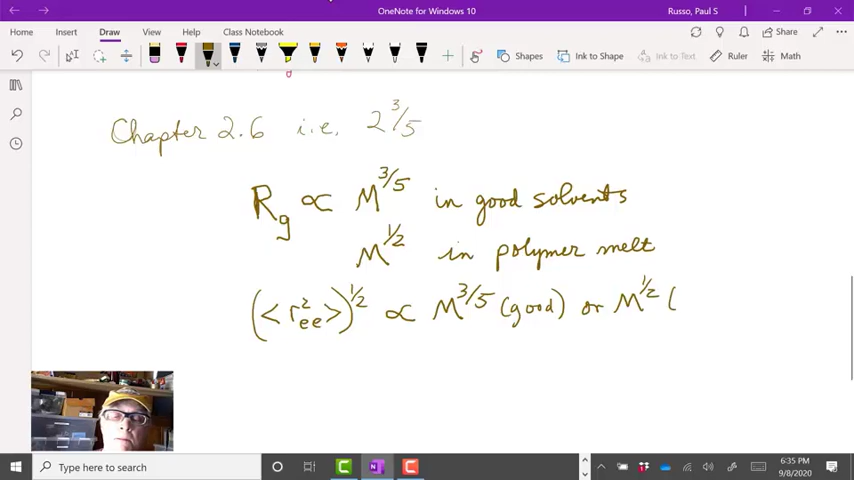 OneNote for Windows 10
Russo, Paul S
Home Insert Draw View Help Class Notebook
Share
Shapes Ink to Shape Ink to Text Ruler Math
Chapter 2.6 i.e. 2 3/5
Rg ∝ M^3/5 in good solvents
M^1/2 in polymer melt
(<r²ee>)^1/2 ∝ M^3/5 (good) or M^1/2 (
Type here to search
6:35 PM
9/8/2020